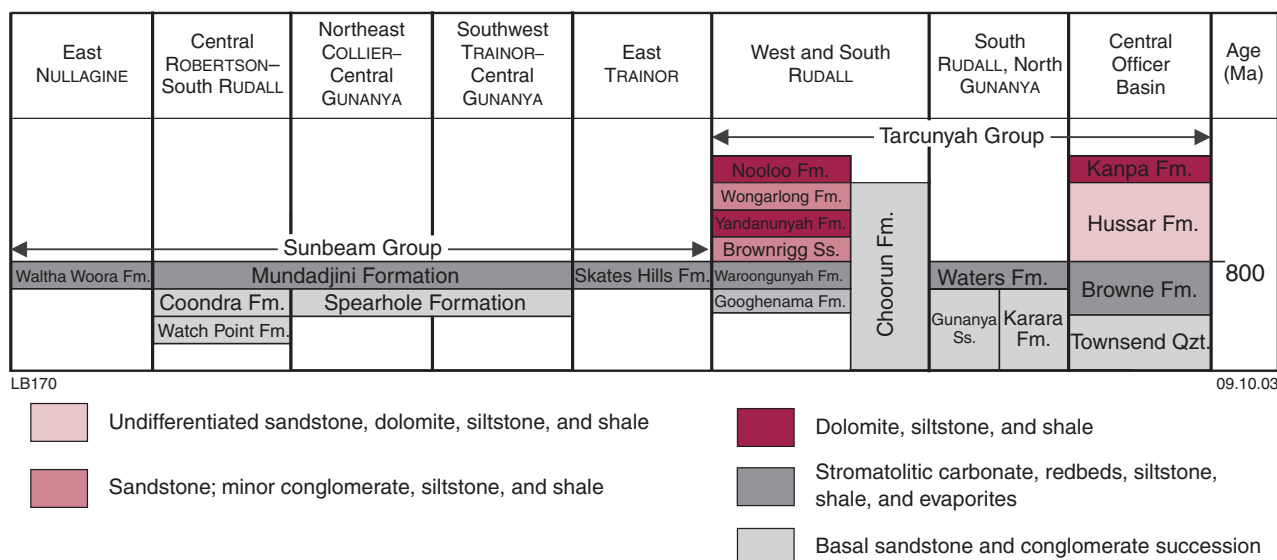 East
NULLAGINE
Central
ROBERTSON–
South RUDALL
Northeast
COLLIER–
Central
GUNANYA
Southwest
TRAINOR–
Central
GUNANYA
East
TRAINOR
West and South
RUDALL
South
RUDALL, North
GUNANYA
Central
Officer
Basin
Age
(Ma)
Tarcunyah Group
Nooloo Fm.
Kanpa Fm.
Wongarlong Fm.
Yandanunyah Fm.
Brownrigg Ss.
Choorun Fm.
Hussar Fm.
Sunbeam Group
Waltha Woora Fm.
Mundadjini Formation
Skates Hills Fm.
Waroongunyah Fm.
Waters Fm.
Browne Fm.
800
Coondra Fm.
Spearhole Formation
Googhenama Fm.
Watch Point Fm.
Gunanya
Ss.
Karara
Fm.
Townsend Qzt.
LB170
09.10.03
Undifferentiated sandstone, dolomite, siltstone, and shale
Sandstone; minor conglomerate, siltstone, and shale
Dolomite, siltstone, and shale
Stromatolitic carbonate, redbeds, siltstone,
shale, and evaporites
Basal sandstone and conglomerate succession